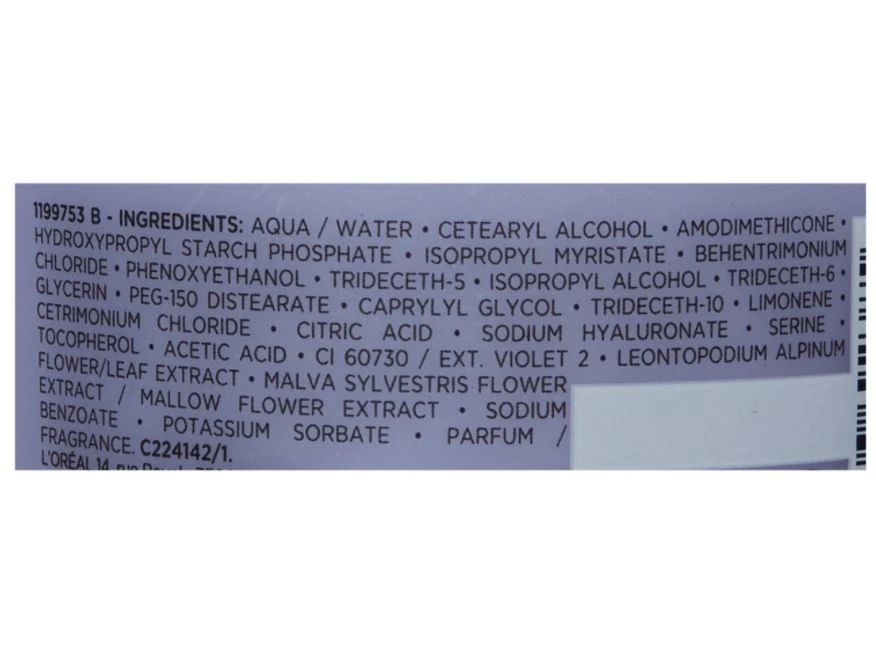 1199753 B - INGREDIENTS: AQUA / WATER • CETEARYL ALCOHOL • AMODIMETHICONE •
HYDROXYPROPYL STARCH PHOSPHATE • ISOPROPYL MYRISTATE • BEHENTRIMONIUM
CHLORIDE • PHENOXYETHANOL • TRIDECETH-5 • ISOPROPYL ALCOHOL • TRIDECETH-6 •
GLYCERIN • PEG-150 DISTEARATE • CAPRYLYL GLYCOL • TRIDECETH-10 • LIMONENE •
CETRIMONIUM CHLORIDE • CITRIC ACID • SODIUM HYALURONATE • SERINE •
TOCOPHEROL • ACETIC ACID • CI 60730 / EXT. VIOLET 2 • LEONTOPODIUM ALPINUM
FLOWER/LEAF EXTRACT • MALVA SYLVESTRIS FLOWER
EXTRACT / MALLOW FLOWER EXTRACT • SODIUM
BENZOATE • POTASSIUM SORBATE • PARFUM /
FRAGRANCE. C224142/1.
L'ORÉAL 14, rue